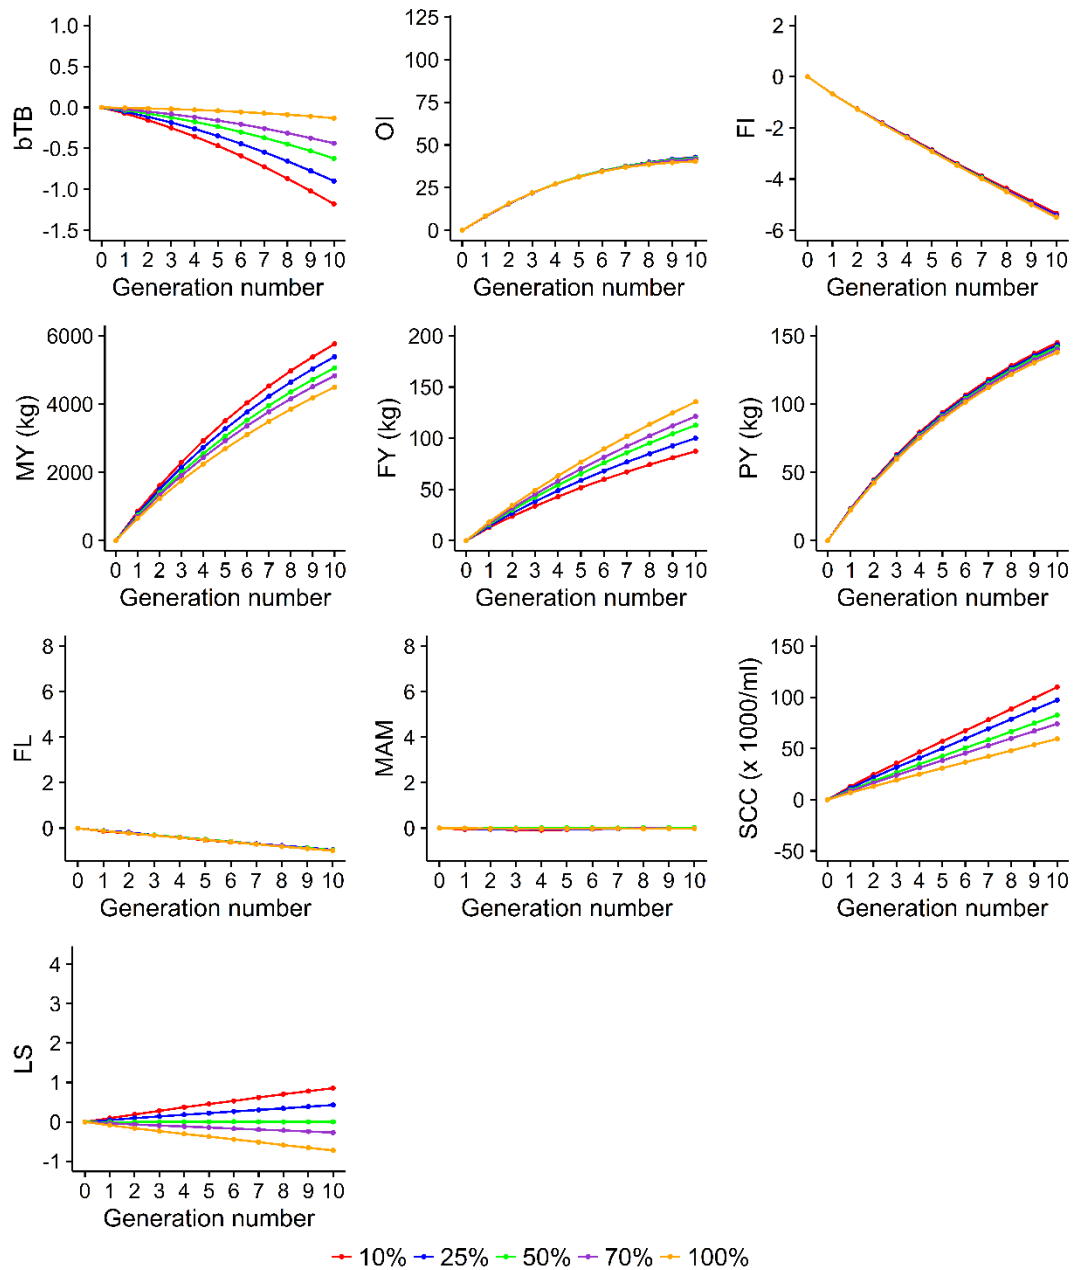 bTB
1.0
0.5
0.0
-0.5
-1.0
-1.5
0 1 2 3 4 5 6 7 8 9 10
Generation number
OI
125
100
75
50
25
0
0 1 2 3 4 5 6 7 8 9 10
Generation number
FI
2
0
-2
-4
-6
0 1 2 3 4 5 6 7 8 9 10
Generation number
MY (kg)
6000
4000
2000
0
0 1 2 3 4 5 6 7 8 9 10
Generation number
FY (kg)
200
150
100
50
0
0 1 2 3 4 5 6 7 8 9 10
Generation number
PY (kg)
150
100
50
0
0 1 2 3 4 5 6 7 8 9 10
Generation number
FL
8
6
4
2
0
0 1 2 3 4 5 6 7 8 9 10
Generation number
MAM
8
6
4
2
0
0 1 2 3 4 5 6 7 8 9 10
Generation number
SCC (x 1000/ml)
150
100
50
0
-50
0 1 2 3 4 5 6 7 8 9 10
Generation number
LS
4
3
2
1
0
-1
0 1 2 3 4 5 6 7 8 9 10
Generation number
10% 25% 50% 70% 100%